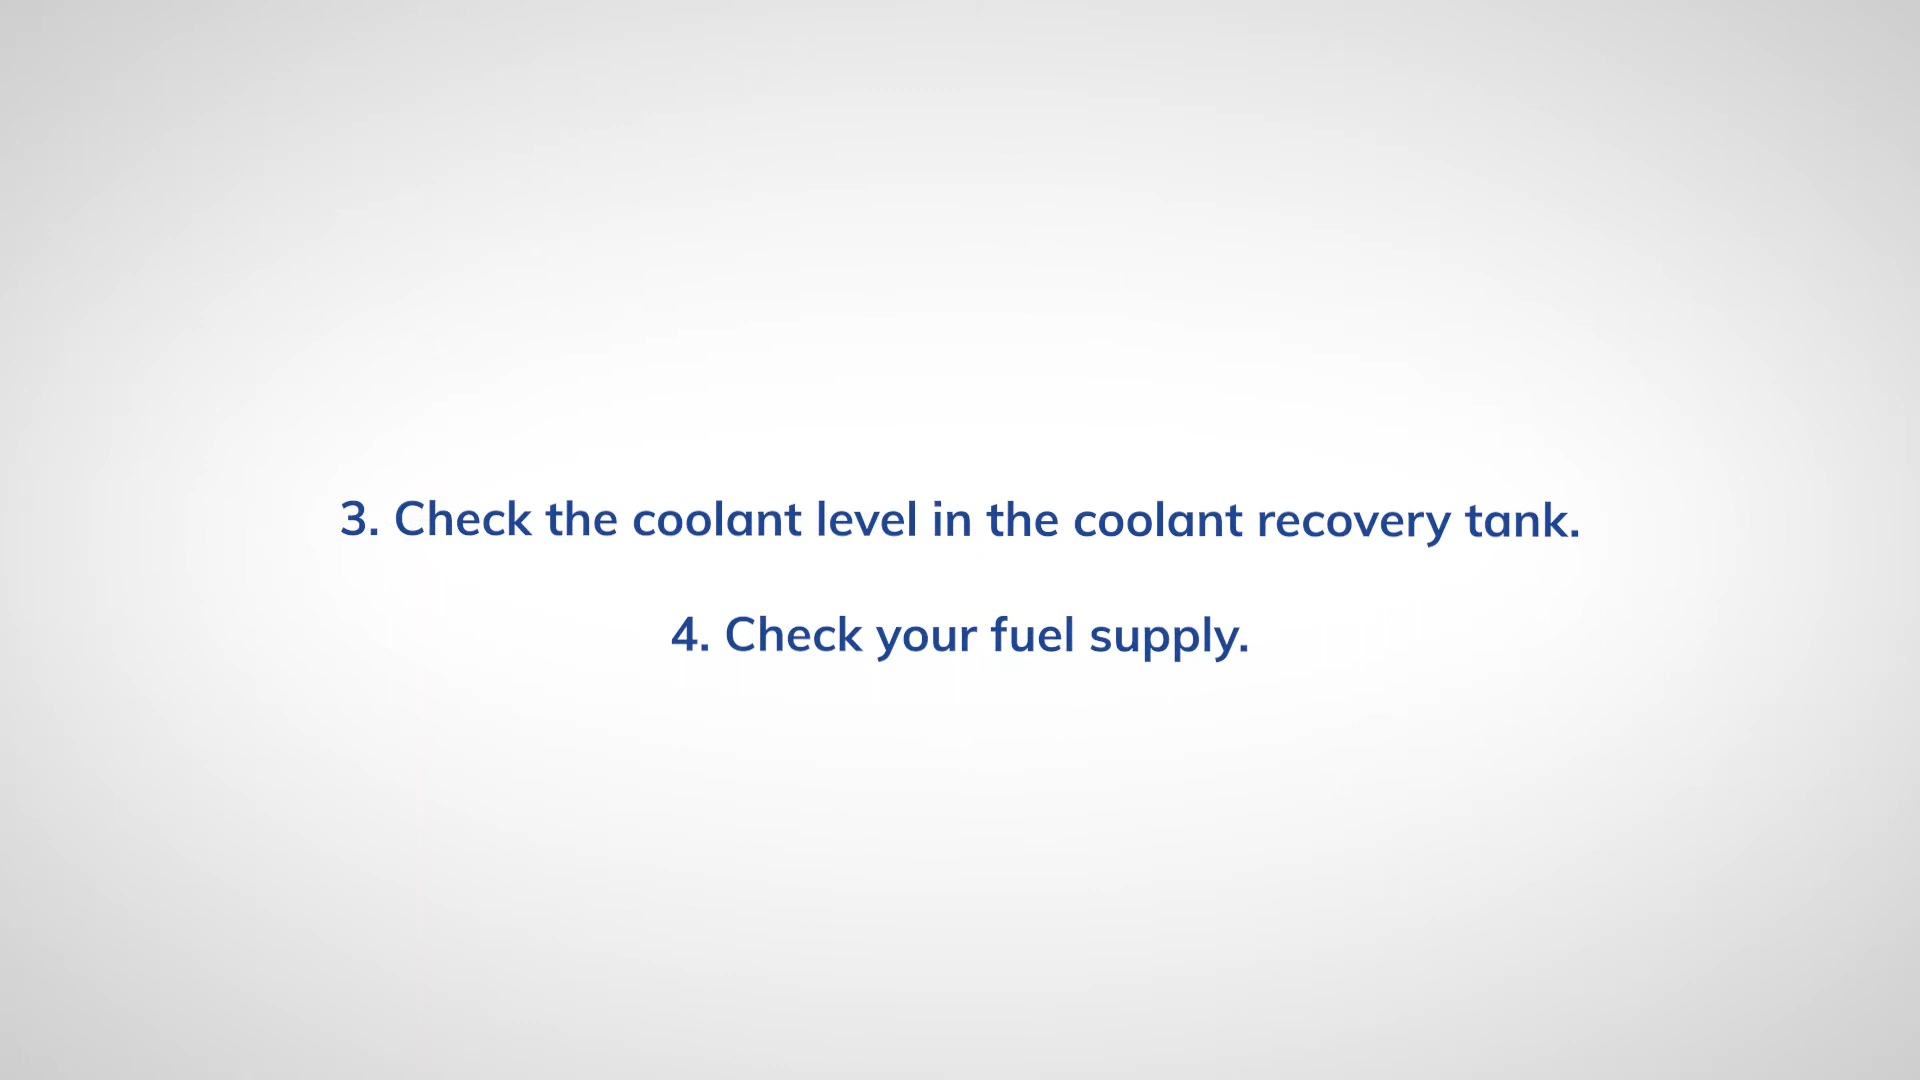 3. Check the coolant level in the coolant recovery tank.
4. Check your fuel supply.